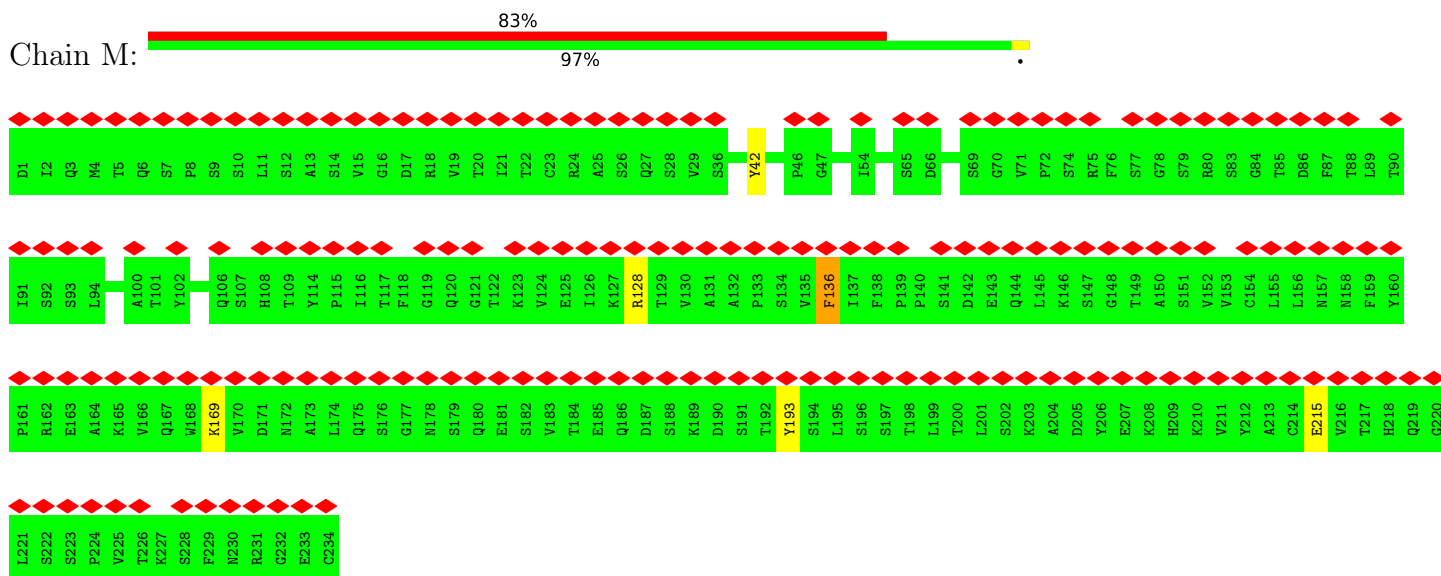 83%
Chain M:
97% •
D1 I2 Q3 M4 T5 Q6 S7 P8 S9 S10 L11 S12 A13 S14 V15 G16 D17 R18 V19 T20 I21 T22 C23 R24 A25 S26 Q27 S28 V29 S36 Y42 P46 G47 I54 S65 D66 S69 G70 V71 P72 S74 R75 F76 S77 G78 S79 R80 S83 G84 T85 D86 F87 T88 L89 T90
I91 S92 S93 L94 A100 T101 Y102 Q106 S107 H108 T109 Y114 P115 I116 T117 F118 G119 Q120 G121 T122 K123 V124 E125 I126 K127 R128 T129 V130 A131 A132 P133 S134 V135 F136 I137 F138 P139 P140 S141 D142 E143 Q144 L145 K146 S147 G148 T149 A150 S151 V152 V153 C154 L155 L156 N157 N158 F159 Y160
P161 R162 E163 A164 K165 V166 Q167 W168 K169 V170 D171 N172 A173 L174 Q175 S176 G177 N178 S179 Q180 E181 S182 V183 T184 E185 Q186 D187 S188 K189 D190 S191 T192 Y193 S194 L195 S196 S197 T198 L199 T200 L201 S202 K203 A204 D205 Y206 E207 K208 H209 K210 V211 Y212 A213 C214 E215 V216 T217 H218 Q219 G220
L221 S222 S223 P224 V225 T226 K227 S228 F229 N230 R231 G232 E233 C234